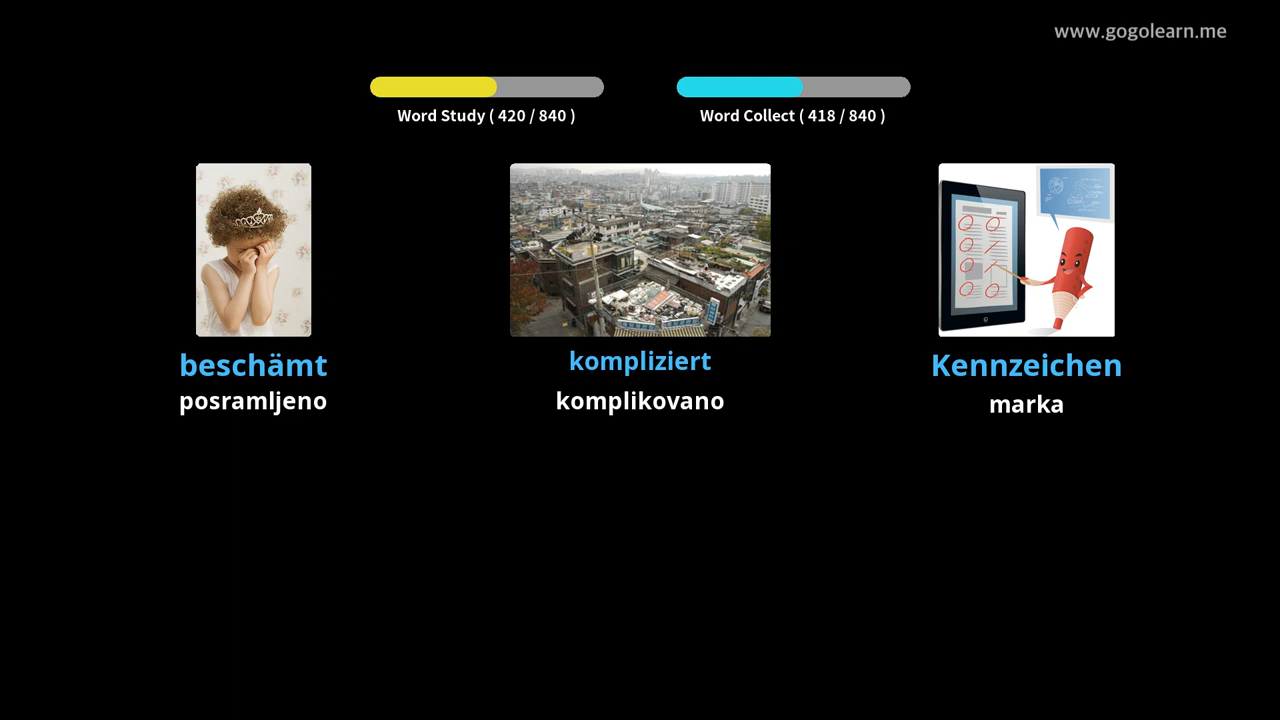 www.gogolearn.me
Word Study ( 420 / 840 )
Word Collect ( 418 / 840 )
beschämt
kompliziert
Kennzeichen
posramljeno
komplikovano
marka